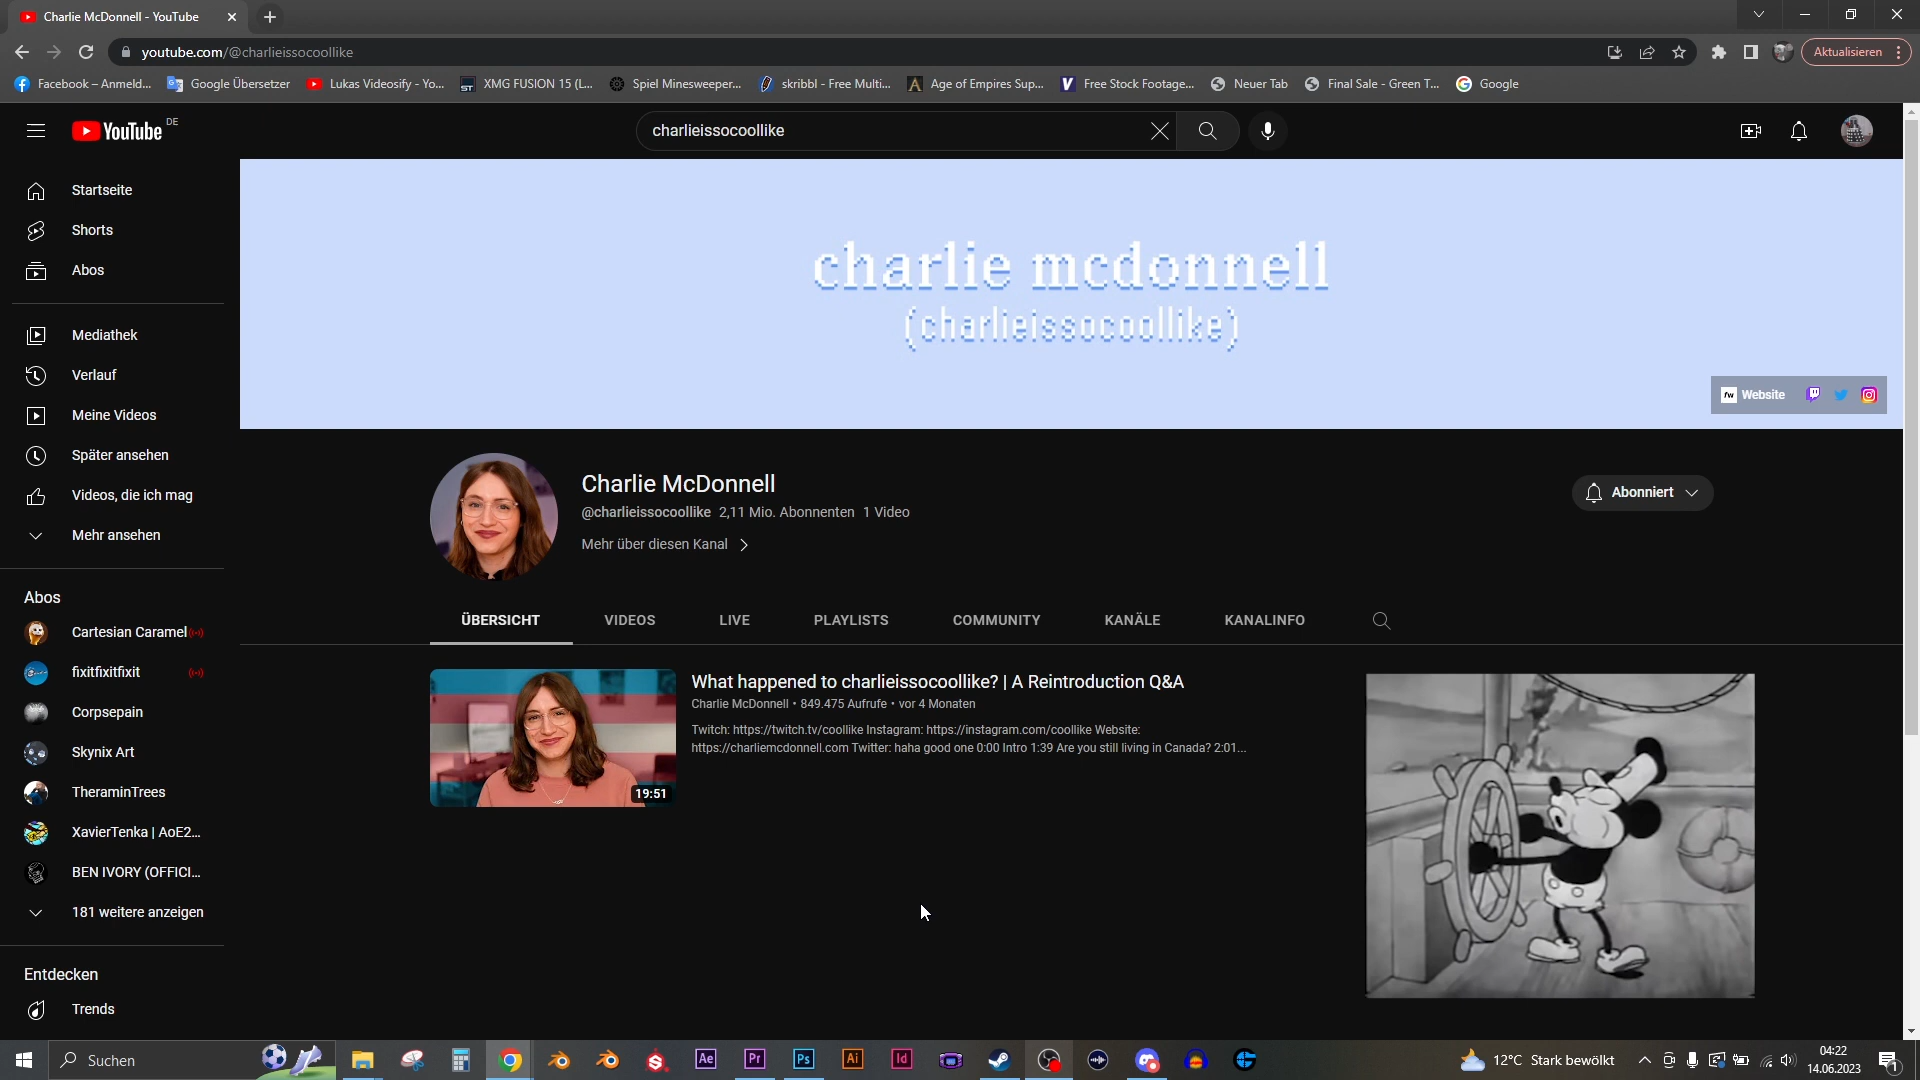 Charlie McDonnell - YouTube
youtube.com/@charlieissocoollike
Aktualisieren
Facebook – Anmeld...
Google Übersetzer
Lukas Videosify - Yo...
XMG FUSION 15 (L...
Spiel Minesweeper...
skribbl - Free Multi...
Age of Empires Sup...
Free Stock Footage...
Neuer Tab
Final Sale - Green T...
Google
YouTube DE
charlieissocoollike
Startseite
Shorts
Abos
Mediathek
Verlauf
Meine Videos
Später ansehen
Videos, die ich mag
Mehr ansehen
Abos
Cartesian Caramel
fixitfixitfixit
Corpsepain
Skynix Art
TheraminTrees
XavierTenka | AoE2...
BEN IVORY (OFFICI...
181 weitere anzeigen
Entdecken
Trends
charlie mcdonnell
(charlieissocoollike)
fw Website
Charlie McDonnell
@charlieissocoollike 2,11 Mio. Abonnenten 1 Video
Mehr über diesen Kanal
Abonniert
ÜBERSICHT
VIDEOS
LIVE
PLAYLISTS
COMMUNITY
KANÄLE
KANALINFO
19:51
What happened to charlieissocoollike? | A Reintroduction Q&A
Charlie McDonnell • 849.475 Aufrufe • vor 4 Monaten
Twitch: https://twitch.tv/coollike Instagram: https://instagram.com/coollike Website:
https://charliemcdonnell.com Twitter: haha good one 0:00 Intro 1:39 Are you still living in Canada? 2:01...
Suchen
Ae
Pr
Ps
Ai
Id
12°C Stark bewölkt
04:22
14.06.2023
1